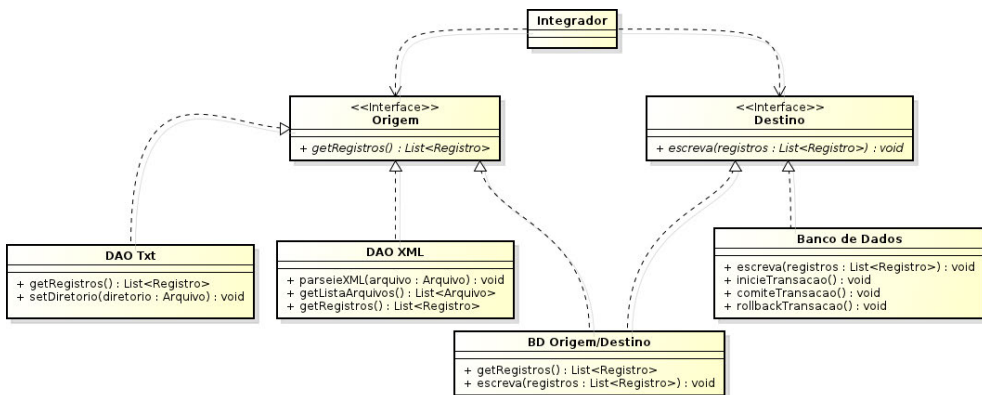 Integrador
<<Interface>>
Origem
+ getRegistros() : List<Registro>
<<Interface>>
Destino
+ escreva(registros : List<Registro>) : void
DAO Txt
+ getRegistros() : List<Registro>
+ setDiretorio(diretorio : Arquivo) : void
DAO XML
+ parseieXML(arquivo : Arquivo) : void
+ getListaArquivos() : List<Arquivo>
+ getRegistros() : List<Registro>
Banco de Dados
+ escreva(registros : List<Registro>) : void
+ inicieTransacao() : void
+ comiteTransacao() : void
+ rollbackTransacao() : void
BD Origem/Destino
+ getRegistros() : List<Registro>
+ escreva(registros : List<Registro>) : void